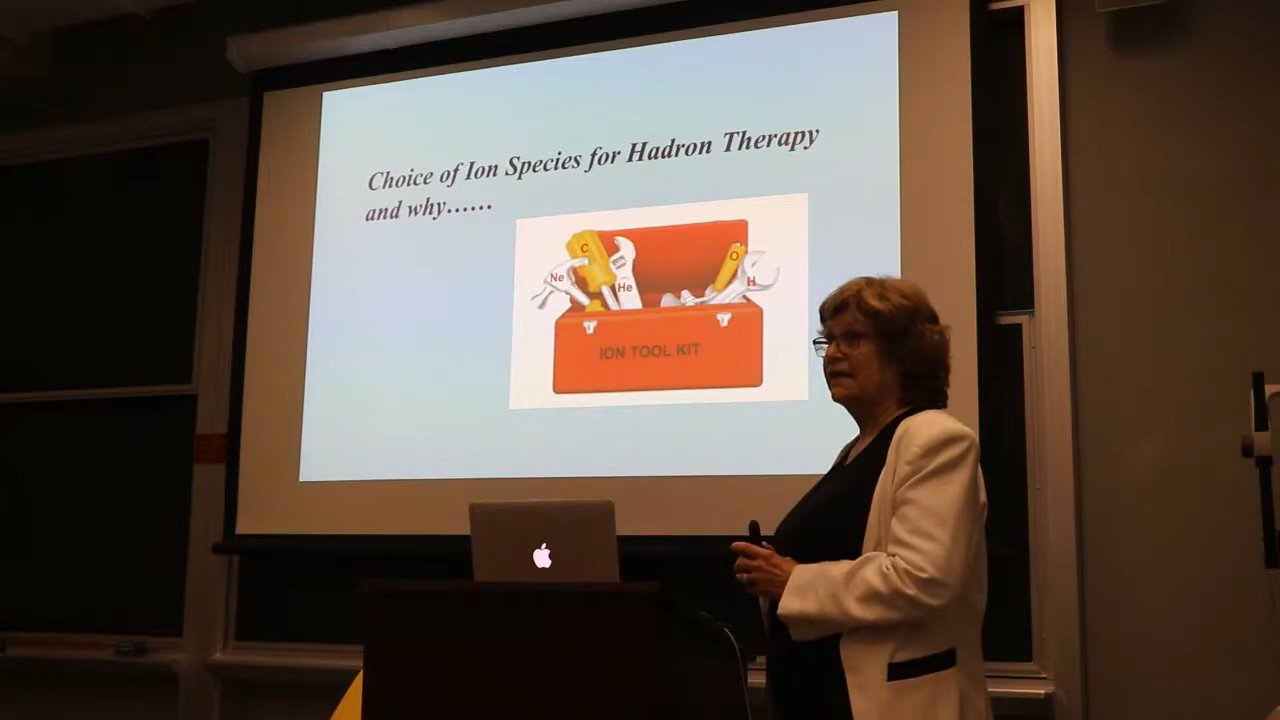 Choice of Ion Species for Hadron Therapy
and why......
C
O
Ne
He
H
ION TOOL KIT